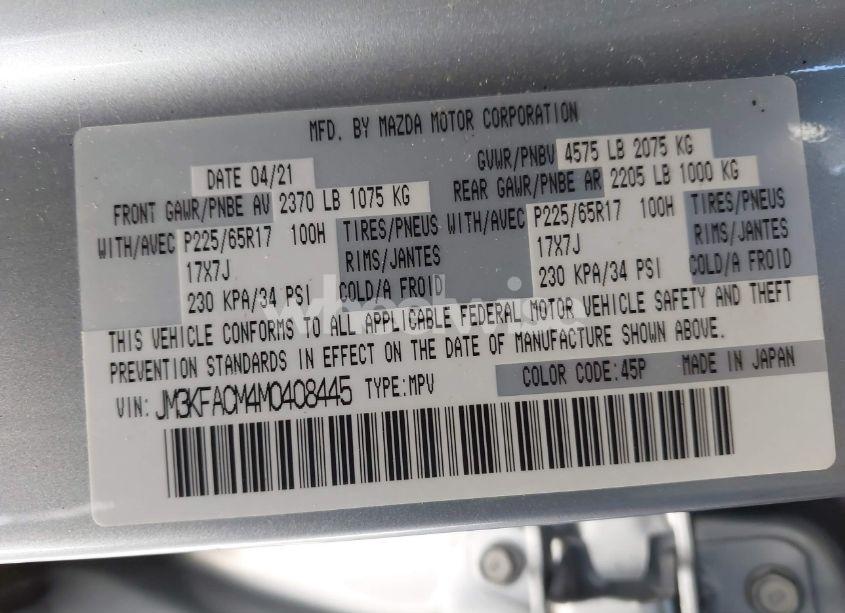 MFD. BY MAZDA MOTOR CORPORATION
DATE 04/21 GVWR/PNBV 4575 LB 2075 KG
FRONT GAWR/PNBE AV 2370 LB 1075 KG REAR GAWR/PNBE AR 2205 LB 1000 KG
WITH/AVEC P225/65R17 100H TIRES/PNEUS WITH/AVEC P225/65R17 100H TIRES/PNEUS
17X7J RIMS/JANTES 17X7J RIMS/JANTES
230 KPA/34 PSI COLD/A FROID 230 KPA/34 PSI COLD/A FROID
wheelwise
THIS VEHICLE CONFORMS TO ALL APPLICABLE FEDERAL MOTOR VEHICLE SAFETY AND THEFT
PREVENTION STANDARDS IN EFFECT ON THE DATE OF MANUFACTURE SHOWN ABOVE.
VIN: JM3KFACM4M0408445 TYPE:MPV COLOR CODE:45P MADE IN JAPAN